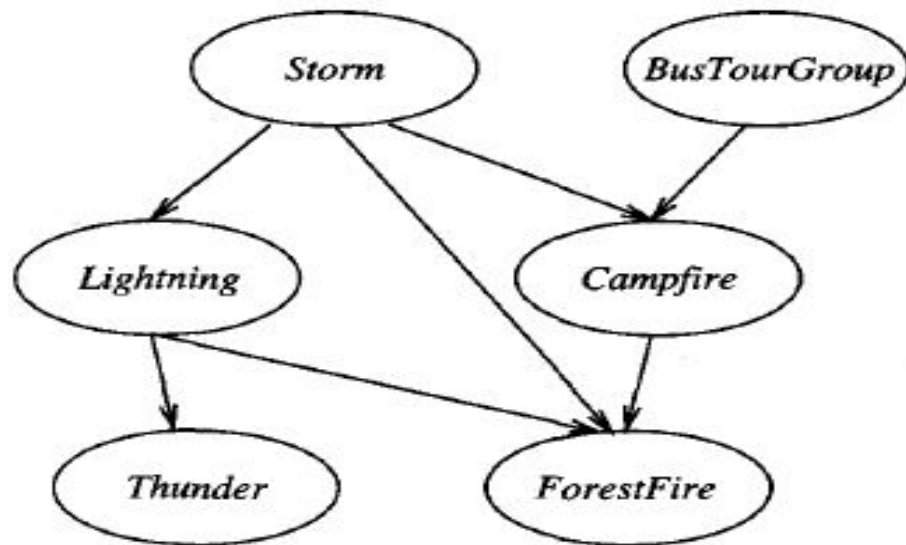 Storm
BusTourGroup
Lightning
Campfire
Thunder
ForestFire